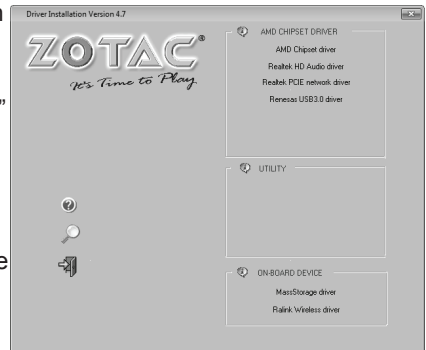 Driver Installation Version 4.7
ZOTAC®
It's Time to Play
AMD CHIPSET DRIVER
AMD Chipset driver
Realtek HD Audio driver
Realtek PCIE network driver
Renesas USB3.0 driver
UTILITY
ON-BOARD DEVICE
MassStorage driver
Ralink Wireless driver